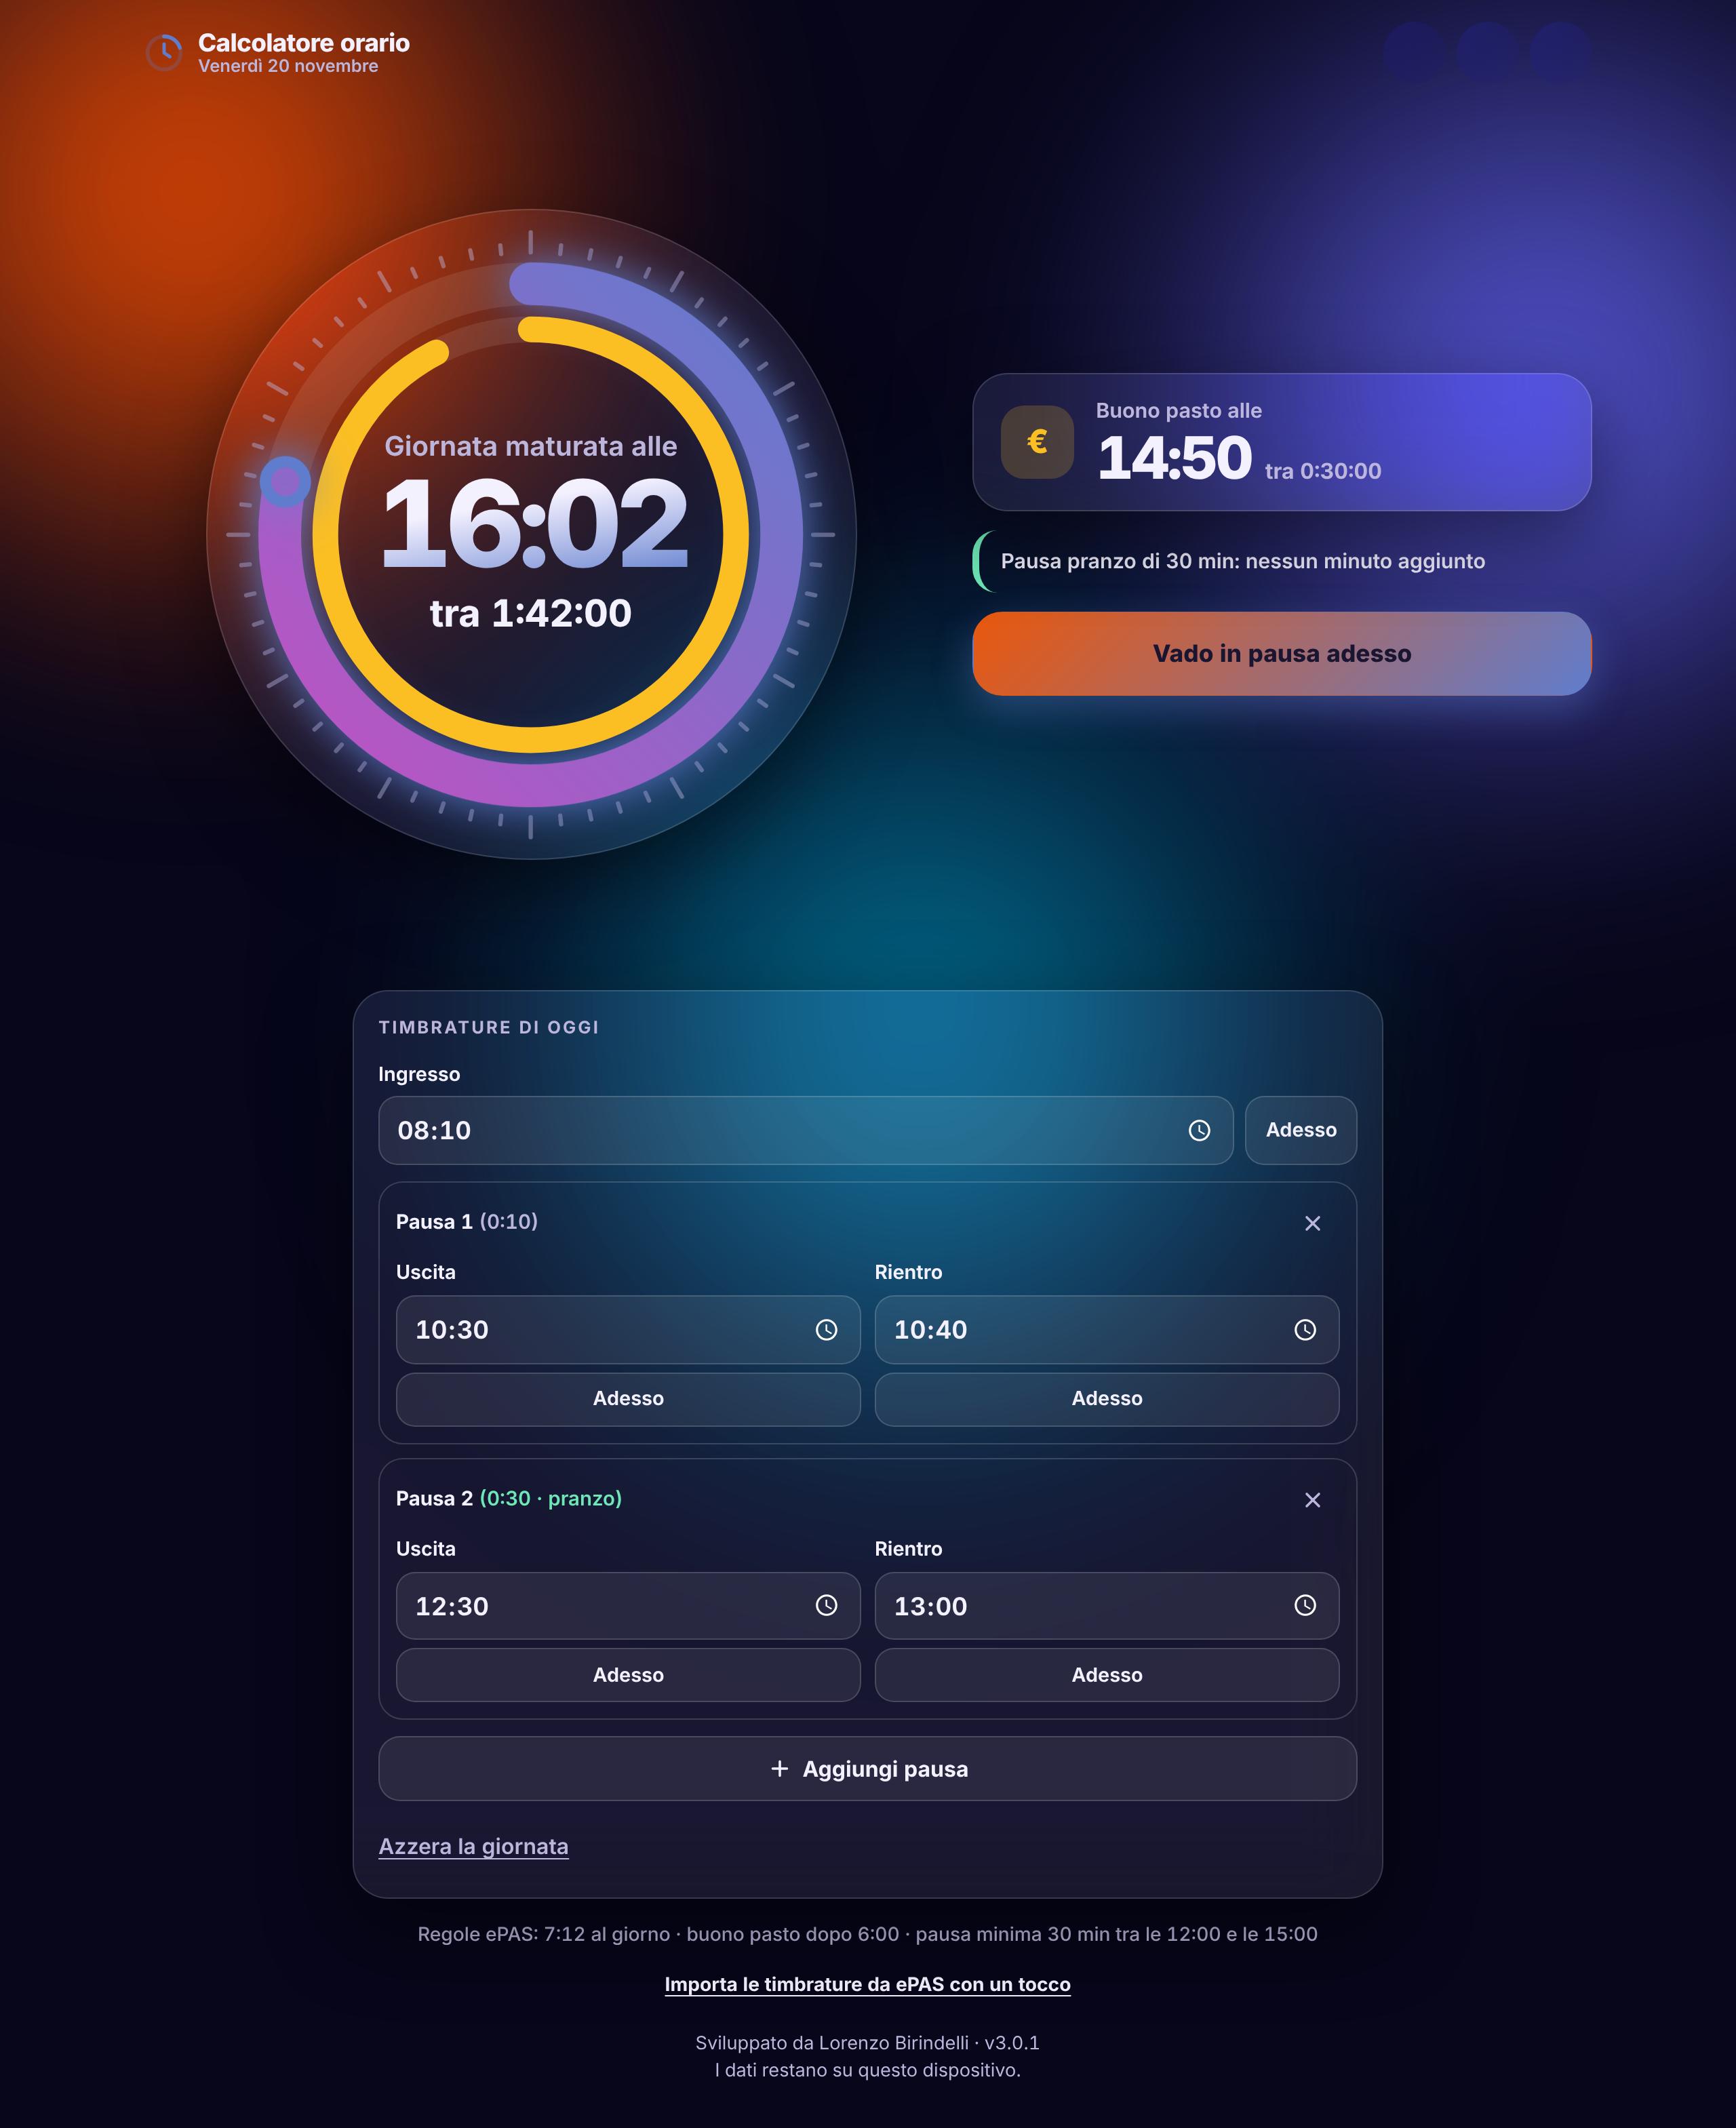 Calcolatore orario
Venerdì 20 novembre
Giornata maturata alle
16:02
tra 1:42:00
€
Buono pasto alle
14:50 tra 0:30:00
Pausa pranzo di 30 min: nessun minuto aggiunto
Vado in pausa adesso
TIMBRATURE DI OGGI
Ingresso
08:10 Adesso
Pausa 1 (0:10)
Uscita Rientro
10:30 10:40
Adesso Adesso
Pausa 2 (0:30 · pranzo)
Uscita Rientro
12:30 13:00
Adesso Adesso
+ Aggiungi pausa
Azzera la giornata
Regole ePAS: 7:12 al giorno · buono pasto dopo 6:00 · pausa minima 30 min tra le 12:00 e le 15:00
Importa le timbrature da ePAS con un tocco
Sviluppato da Lorenzo Birindelli · v3.0.1
I dati restano su questo dispositivo.